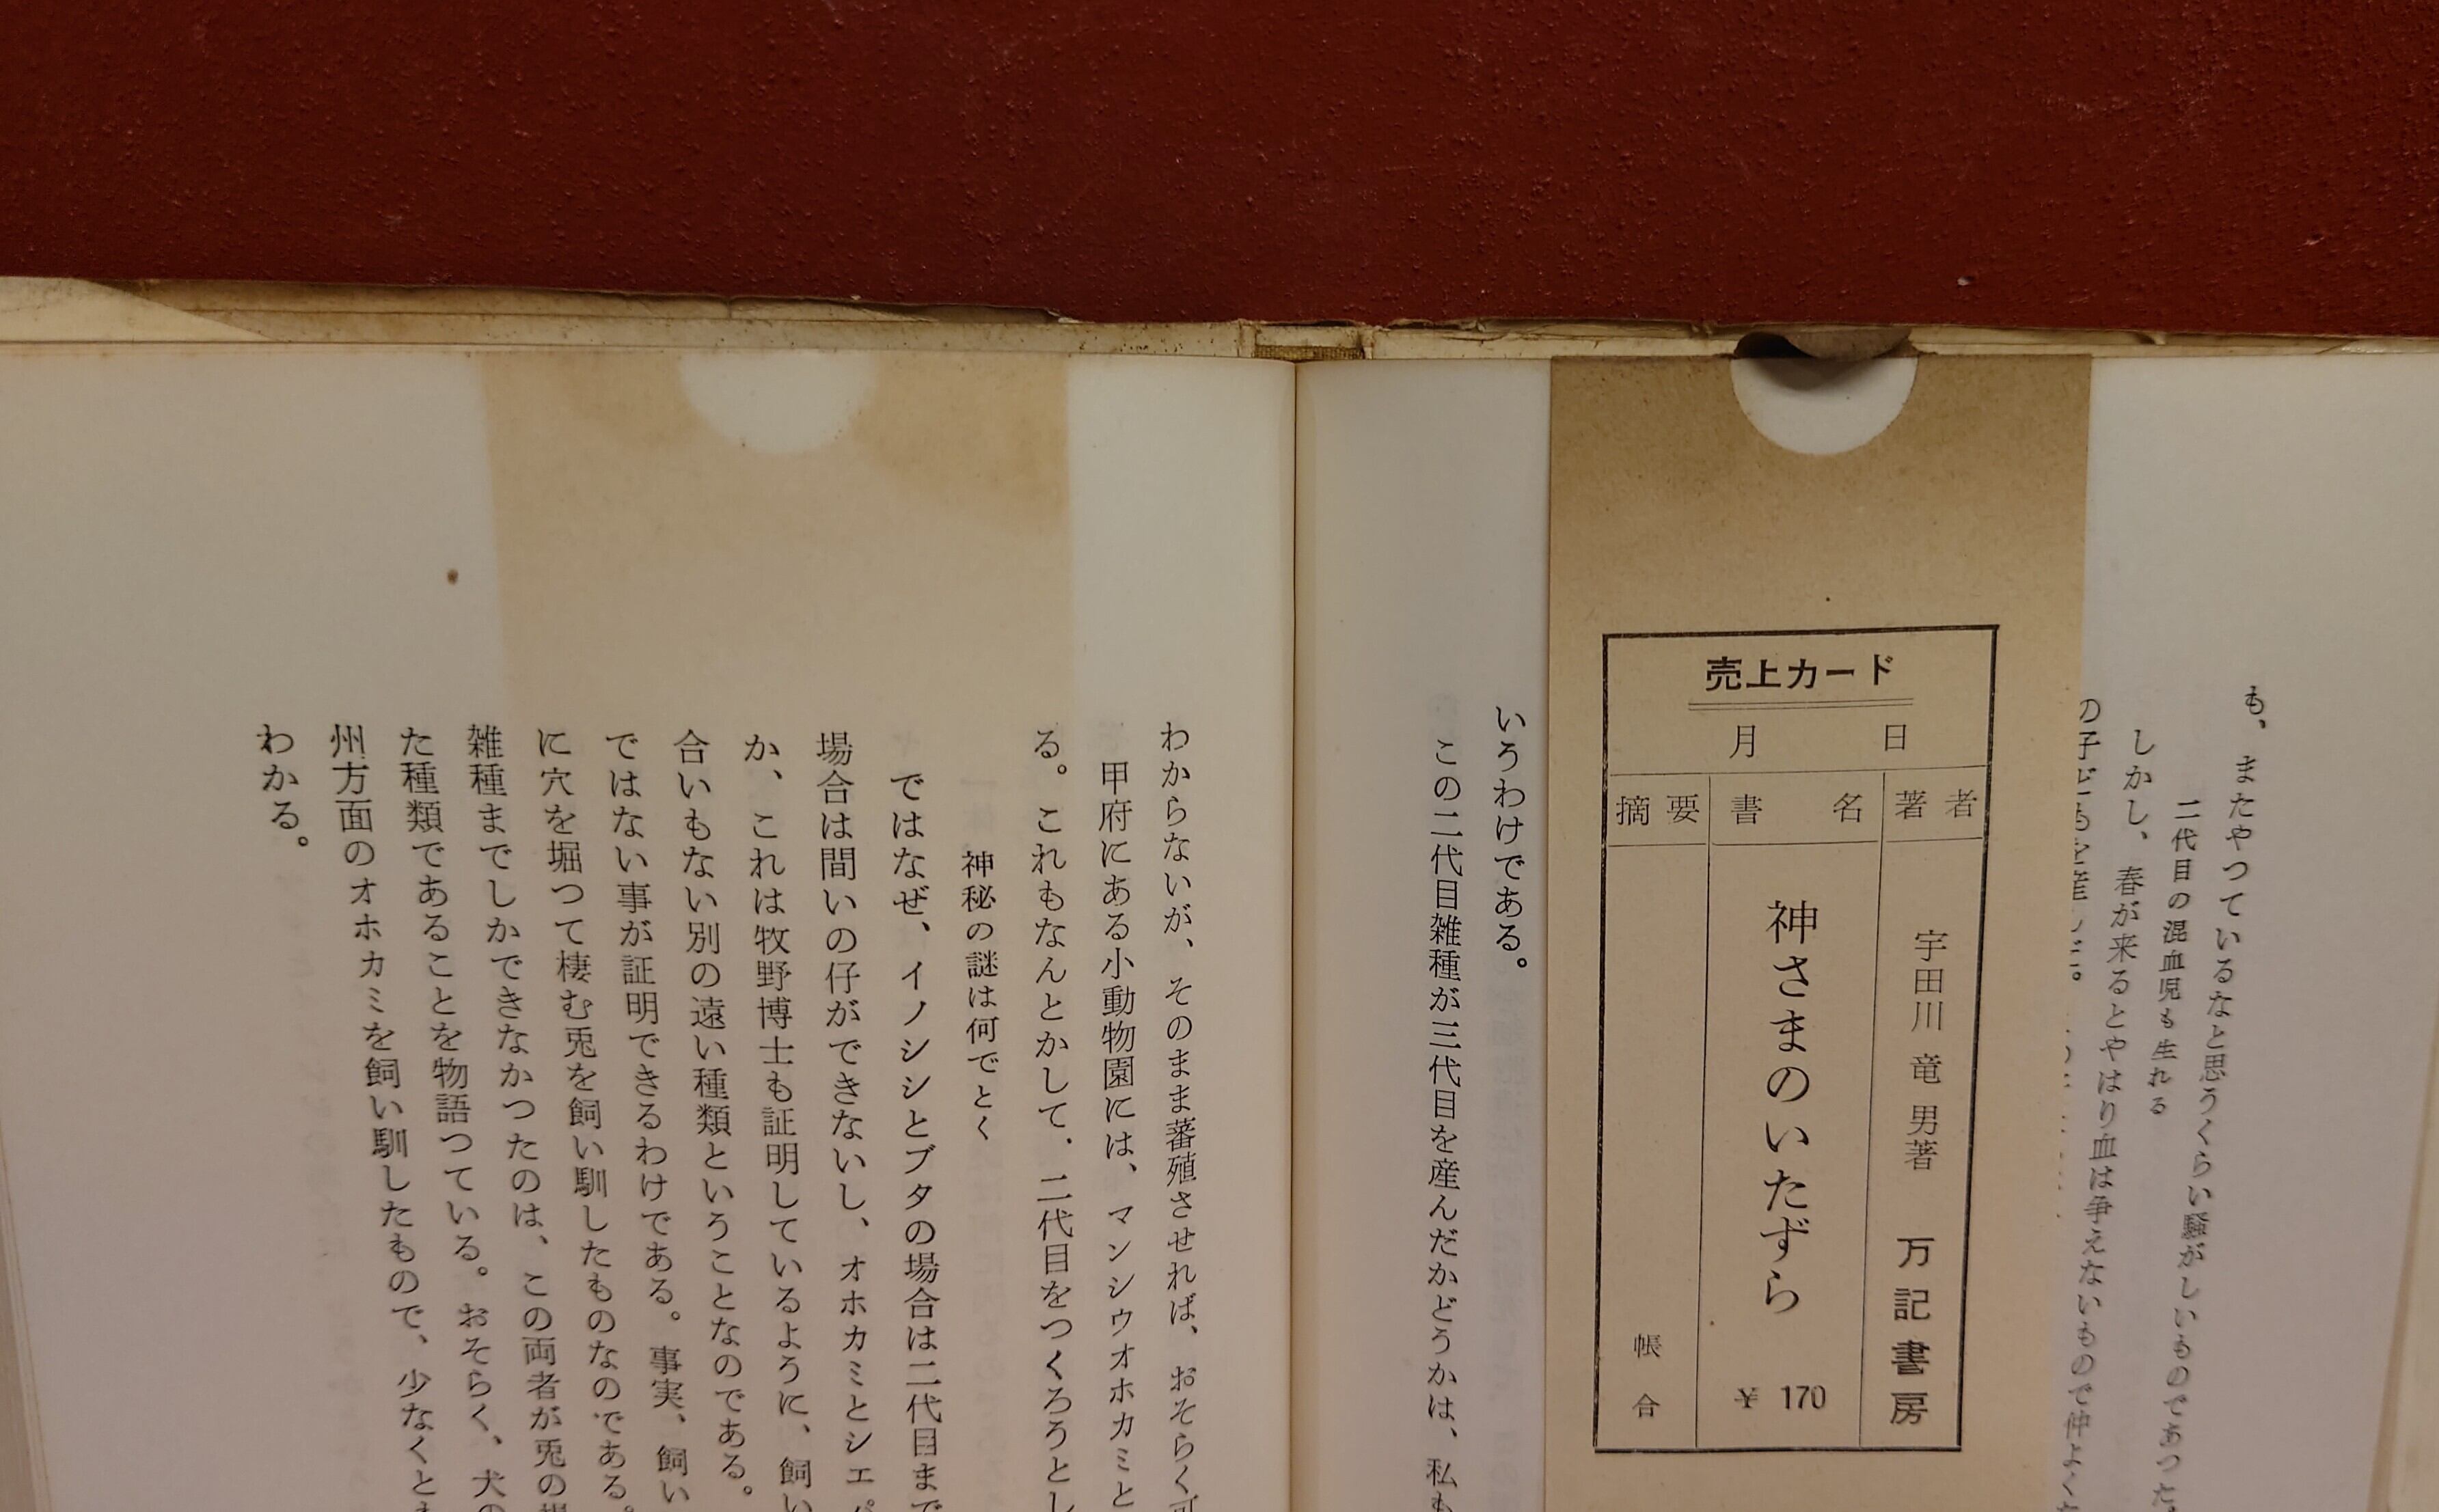 も、またやつているなと思うくらい騒がしいものであつた。
二代目の混血児も生れる
しかし、春が来るとやはり血は争えないもので仲よく
の子どもを産んだ。
売上カード
月 日
著者 書名 摘要
宇田川竜男著 万記書房
神さまのいたずら
¥ 170
帳合
いうわけである。
この二代目雑種が三代目を産んだかどうかは、私も
わからないが、そのまま蕃殖させれば、おそらく可
甲府にある小動物園には、マンシウオホカミと
る。これもなんとかして、二代目をつくろうとし
神秘の謎は何でとく
ではなぜ、イノシシとブタの場合は二代目まで
場合は間いの仔ができないし、オホカミとシエパ
か、これは牧野博士も証明しているように、飼い
合いもない別の遠い種類ということなのである。
ではない事が証明できるわけである。事実、飼い
に穴を堀つて棲む兎を飼い馴したものなのである。
雑種までしかできなかつたのは、この両者が兎の場
た種類であることを物語つている。おそらく、犬の
州方面のオホカミを飼い馴したもので、少なくとも
わかる。